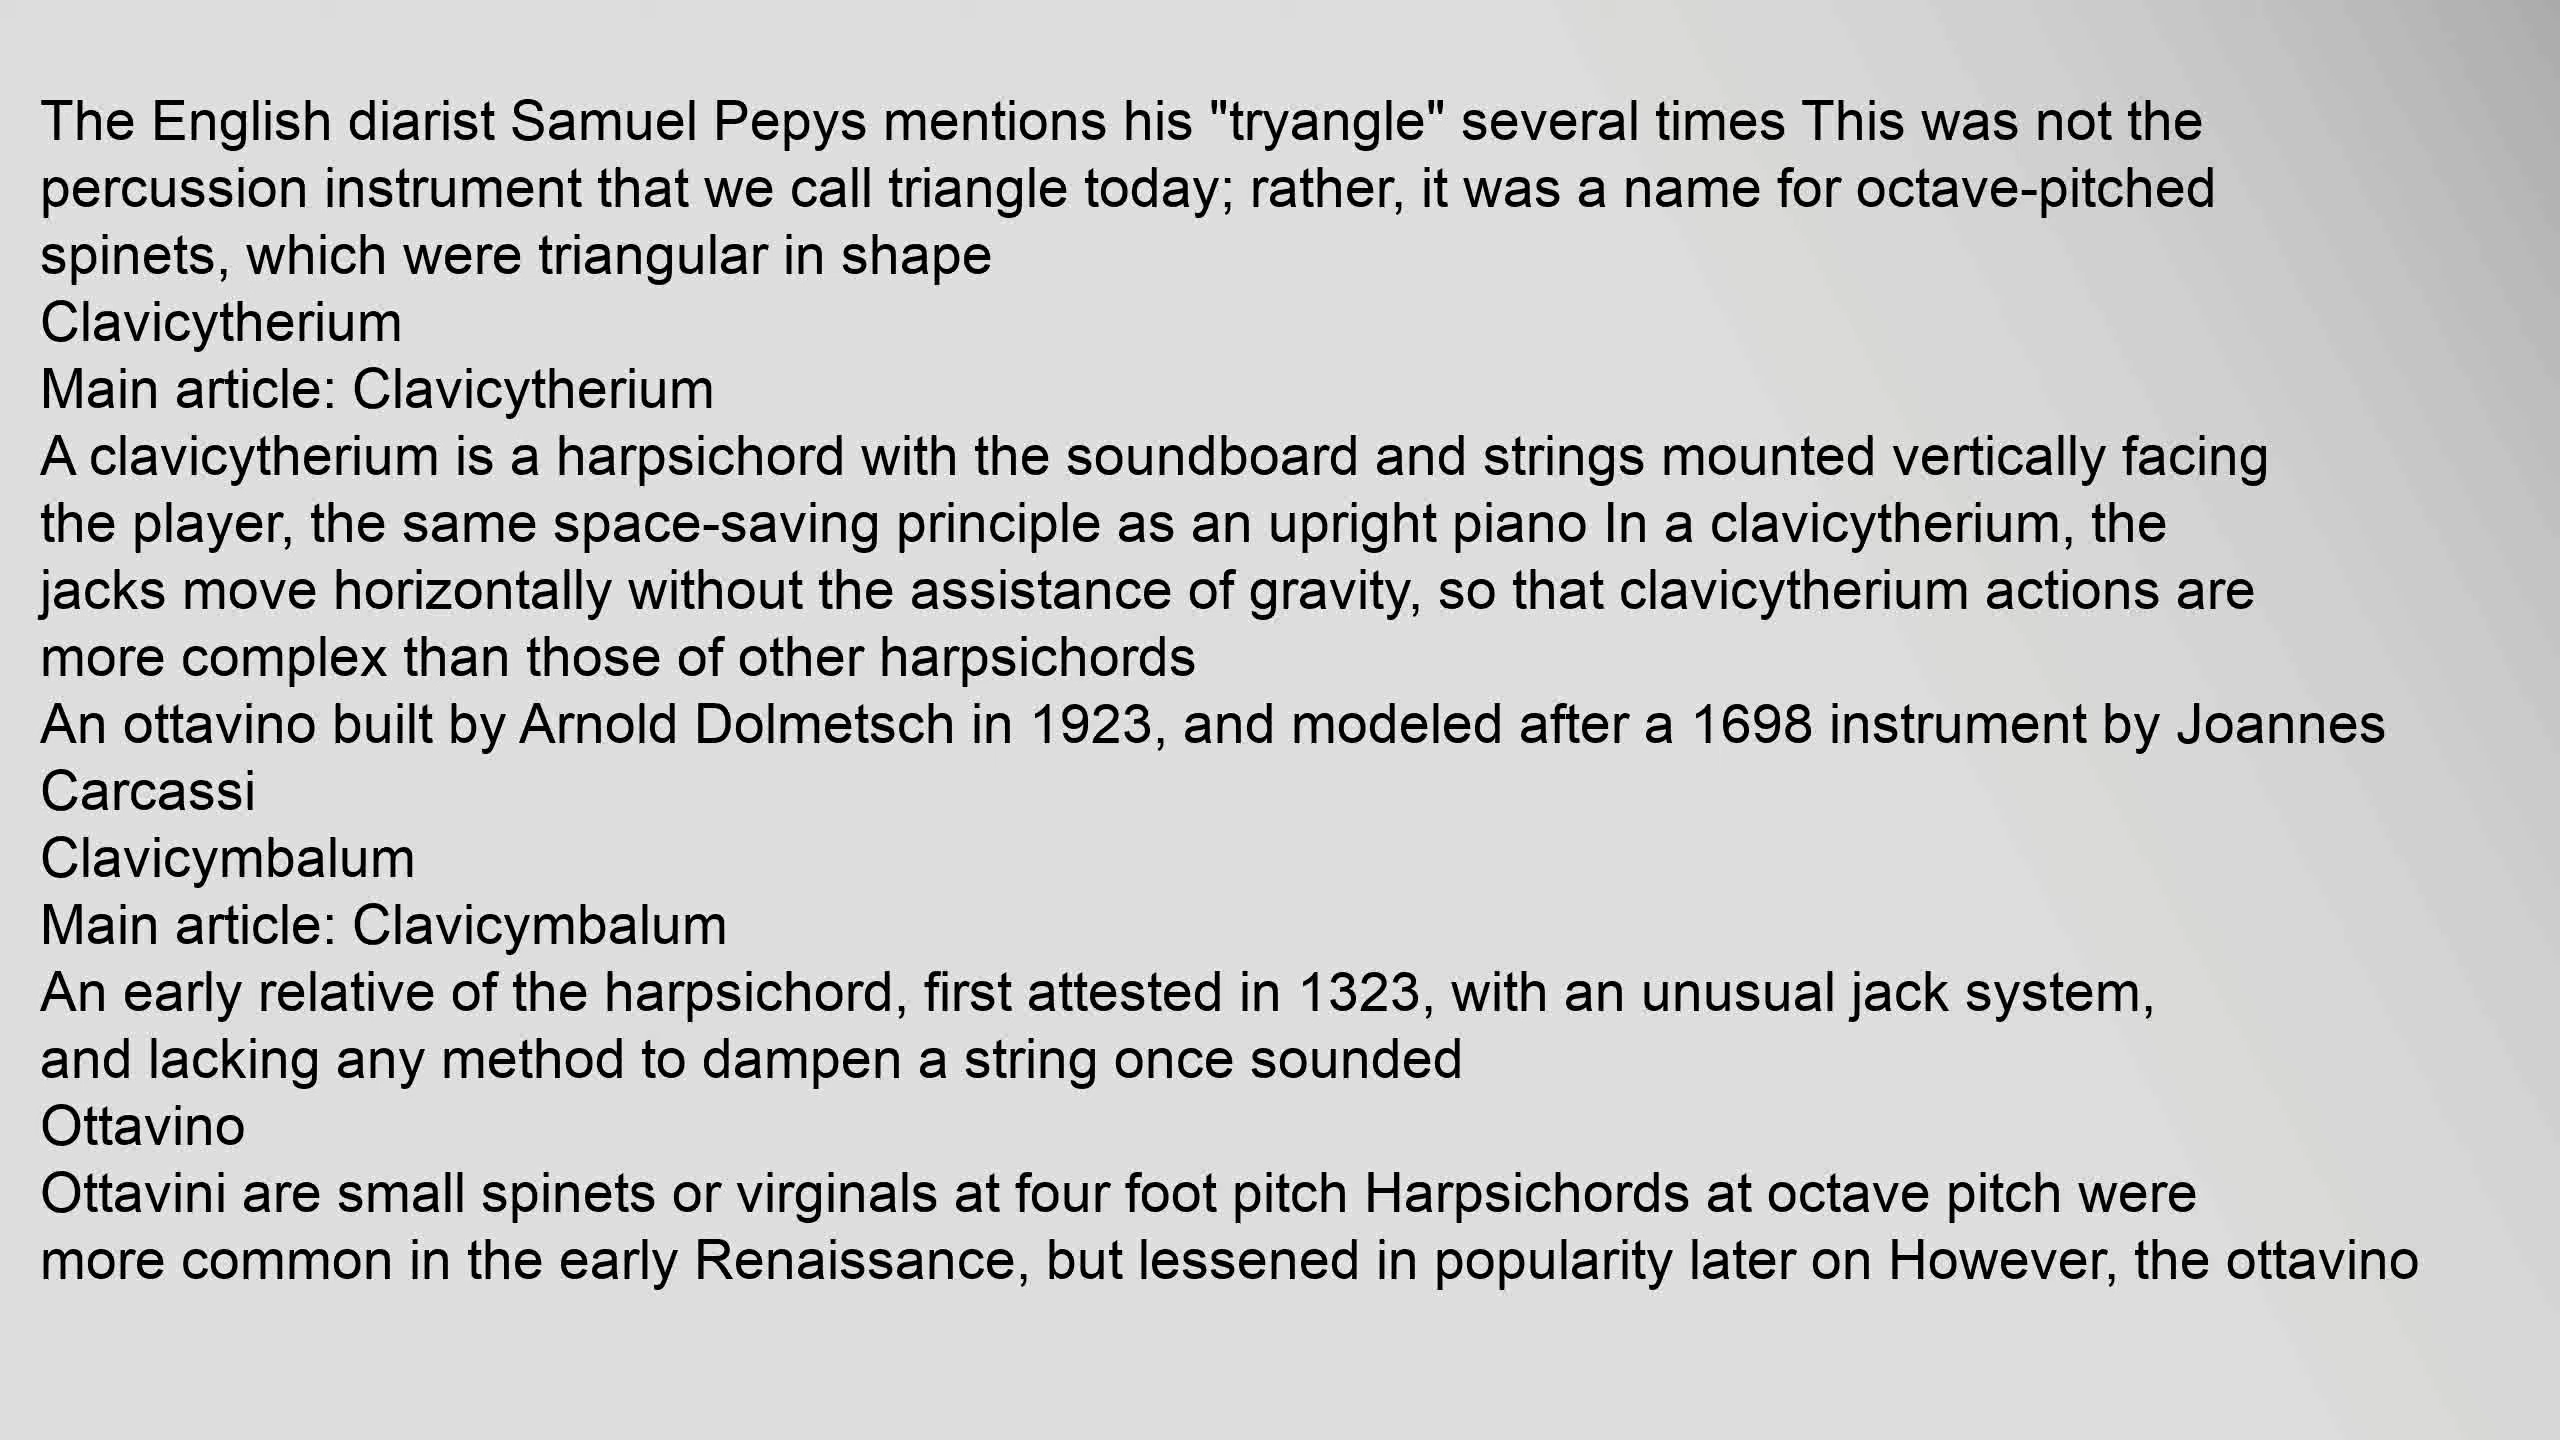 The English diarist Samuel Pepys mentions his "tryangle" several times This was not the
percussion instrument that we call triangle today; rather, it was a name for octave-pitched
spinets, which were triangular in shape
Clavicytherium
Main article: Clavicytherium
A clavicytherium is a harpsichord with the soundboard and strings mounted vertically facing
the player, the same space-saving principle as an upright piano In a clavicytherium, the
jacks move horizontally without the assistance of gravity, so that clavicytherium actions are
more complex than those of other harpsichords
An ottavino built by Arnold Dolmetsch in 1923, and modeled after a 1698 instrument by Joannes
Carcassi
Clavicymbalum
Main article: Clavicymbalum
An early relative of the harpsichord, first attested in 1323, with an unusual jack system,
and lacking any method to dampen a string once sounded
Ottavino
Ottavini are small spinets or virginals at four foot pitch Harpsichords at octave pitch were
more common in the early Renaissance, but lessened in popularity later on However, the ottavino